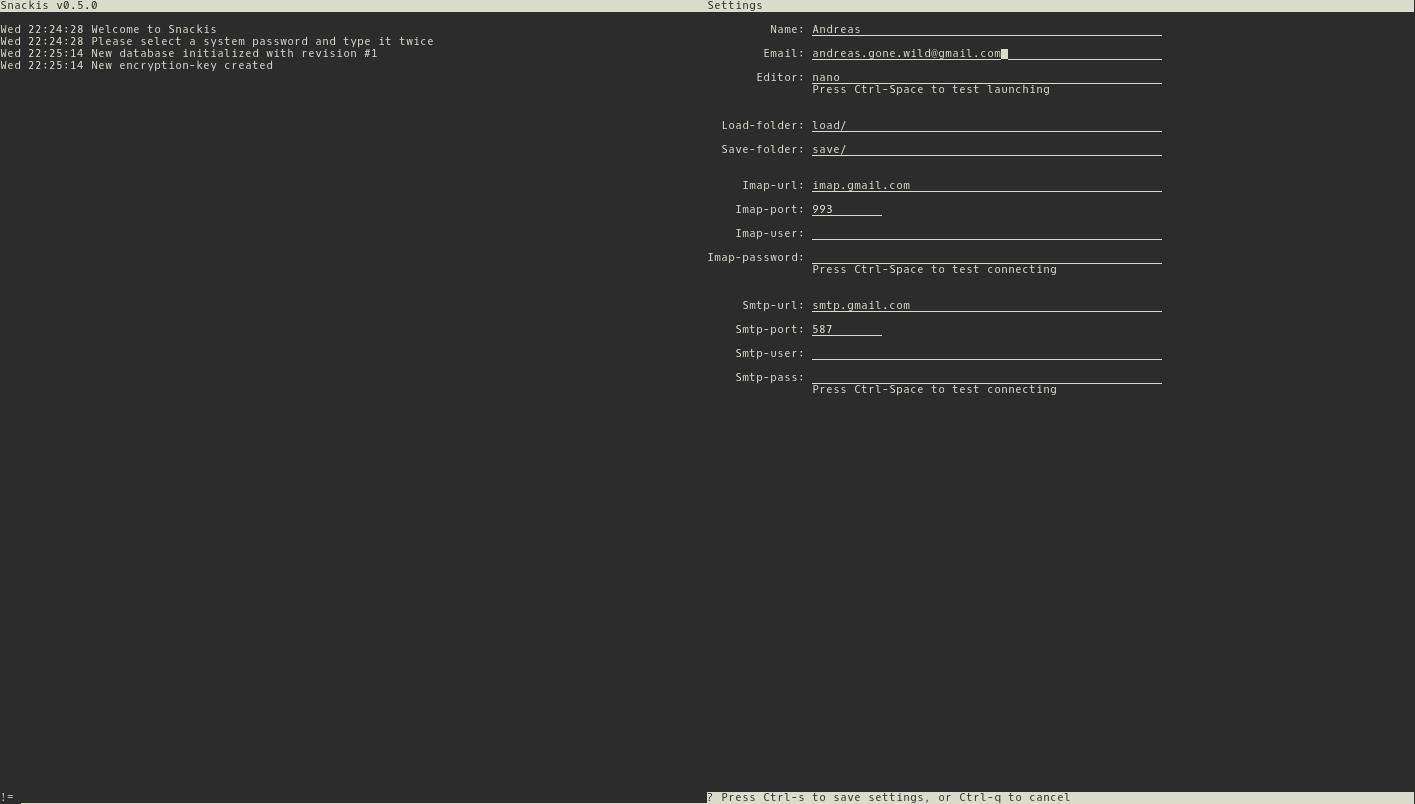 Snackis v0.5.0
Wed 22:24:28 Welcome to Snackis
Wed 22:24:28 Please select a system password and type it twice
Wed 22:25:14 New database initialized with revision #1
Wed 22:25:14 New encryption-key created
!=
Settings
Name: Andreas
Email: andreas.gone.wild@gmail.com
Editor: nano
Press Ctrl-Space to test launching
Load-folder: load/
Save-folder: save/
Imap-url: imap.gmail.com
Imap-port: 993
Imap-user:
Imap-password:
Press Ctrl-Space to test connecting
Smtp-url: smtp.gmail.com
Smtp-port: 587
Smtp-user:
Smtp-pass:
Press Ctrl-Space to test connecting
? Press Ctrl-s to save settings, or Ctrl-q to cancel